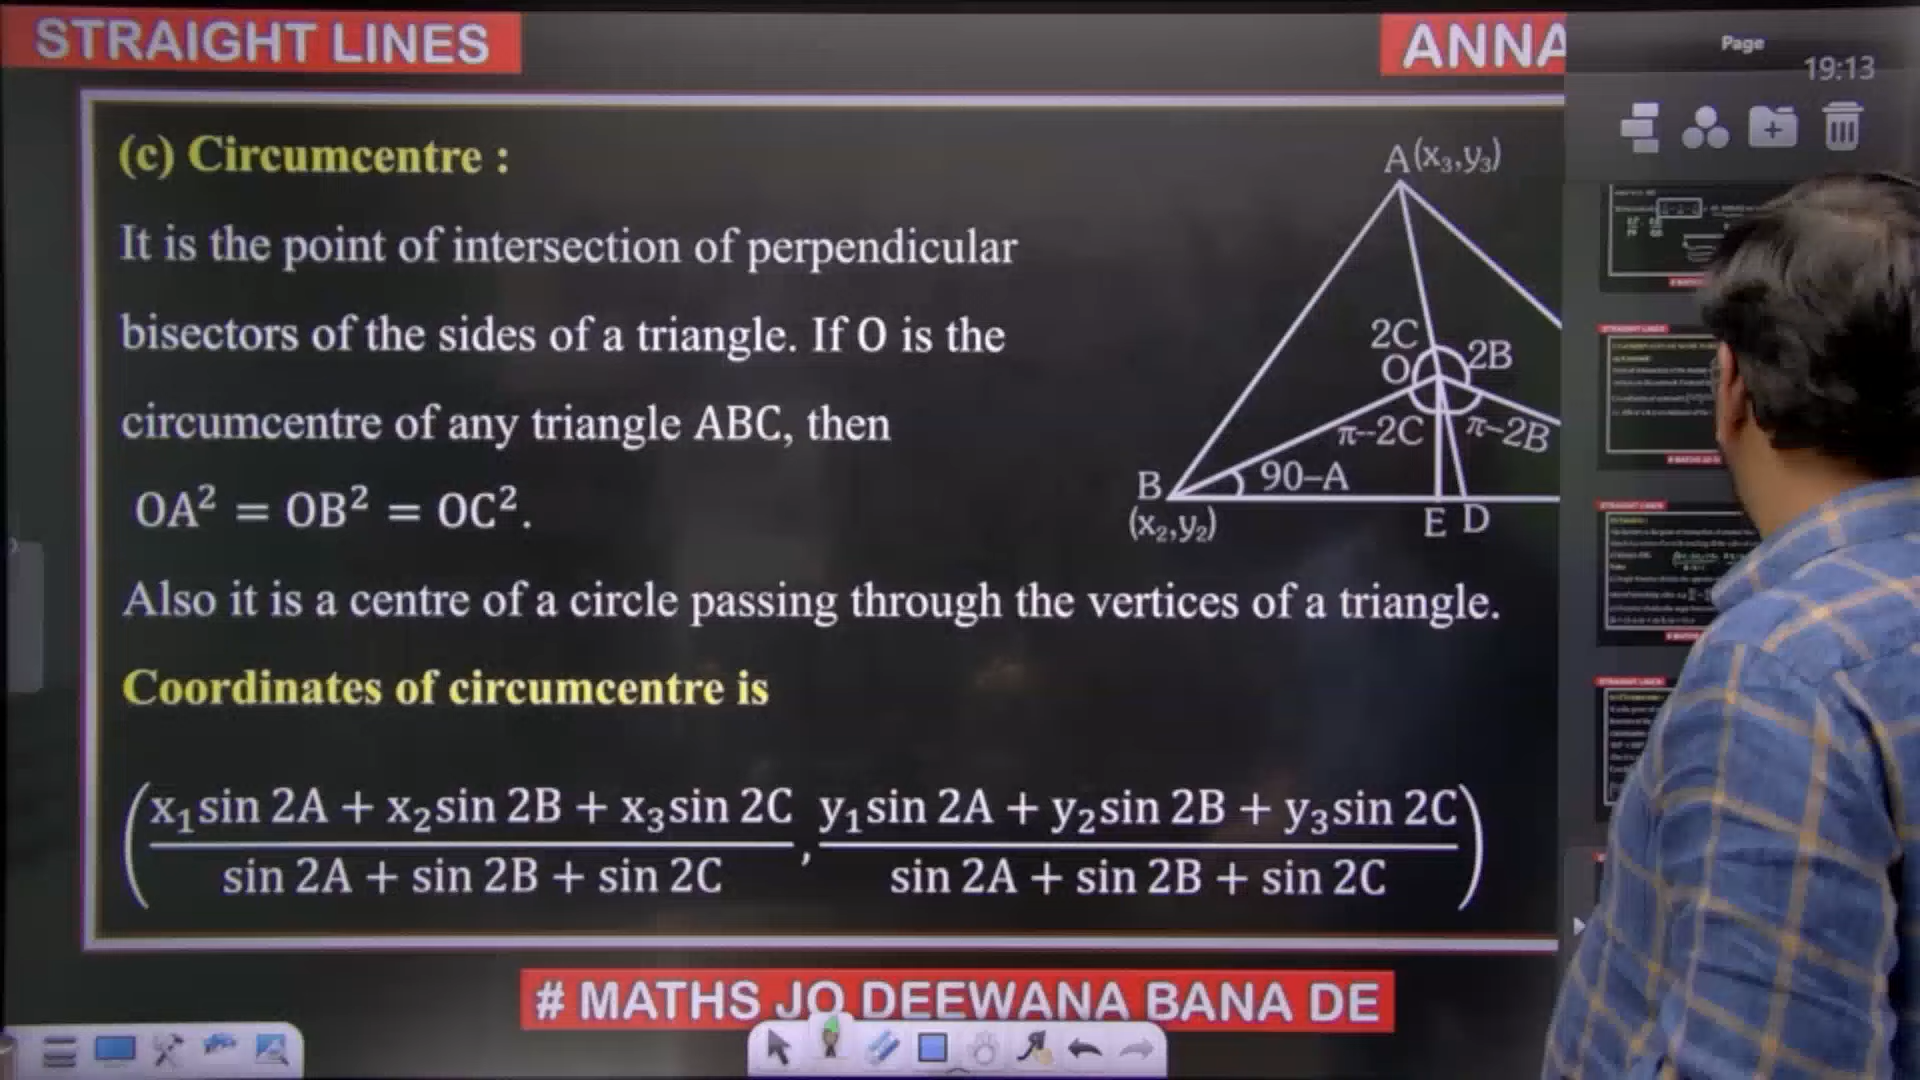 STRAIGHT LINES
ANNA
Page
19:13
(c) Circumcentre :
It is the point of intersection of perpendicular
bisectors of the sides of a triangle. If O is the
circumcentre of any triangle ABC, then
OA² = OB² = OC².
Also it is a centre of a circle passing through the vertices of a triangle.
Coordinates of circumcentre is
(x₁sin 2A + x₂sin 2B + x₃sin 2C / sin 2A + sin 2B + sin 2C , y₁sin 2A + y₂sin 2B + y₃sin 2C / sin 2A + sin 2B + sin 2C)
A(x₃,y₃)
2C
2B
O
π--2C
π-2B
B
90-A
(x₂,y₂)
E D
# MATHS JO DEEWANA BANA DE